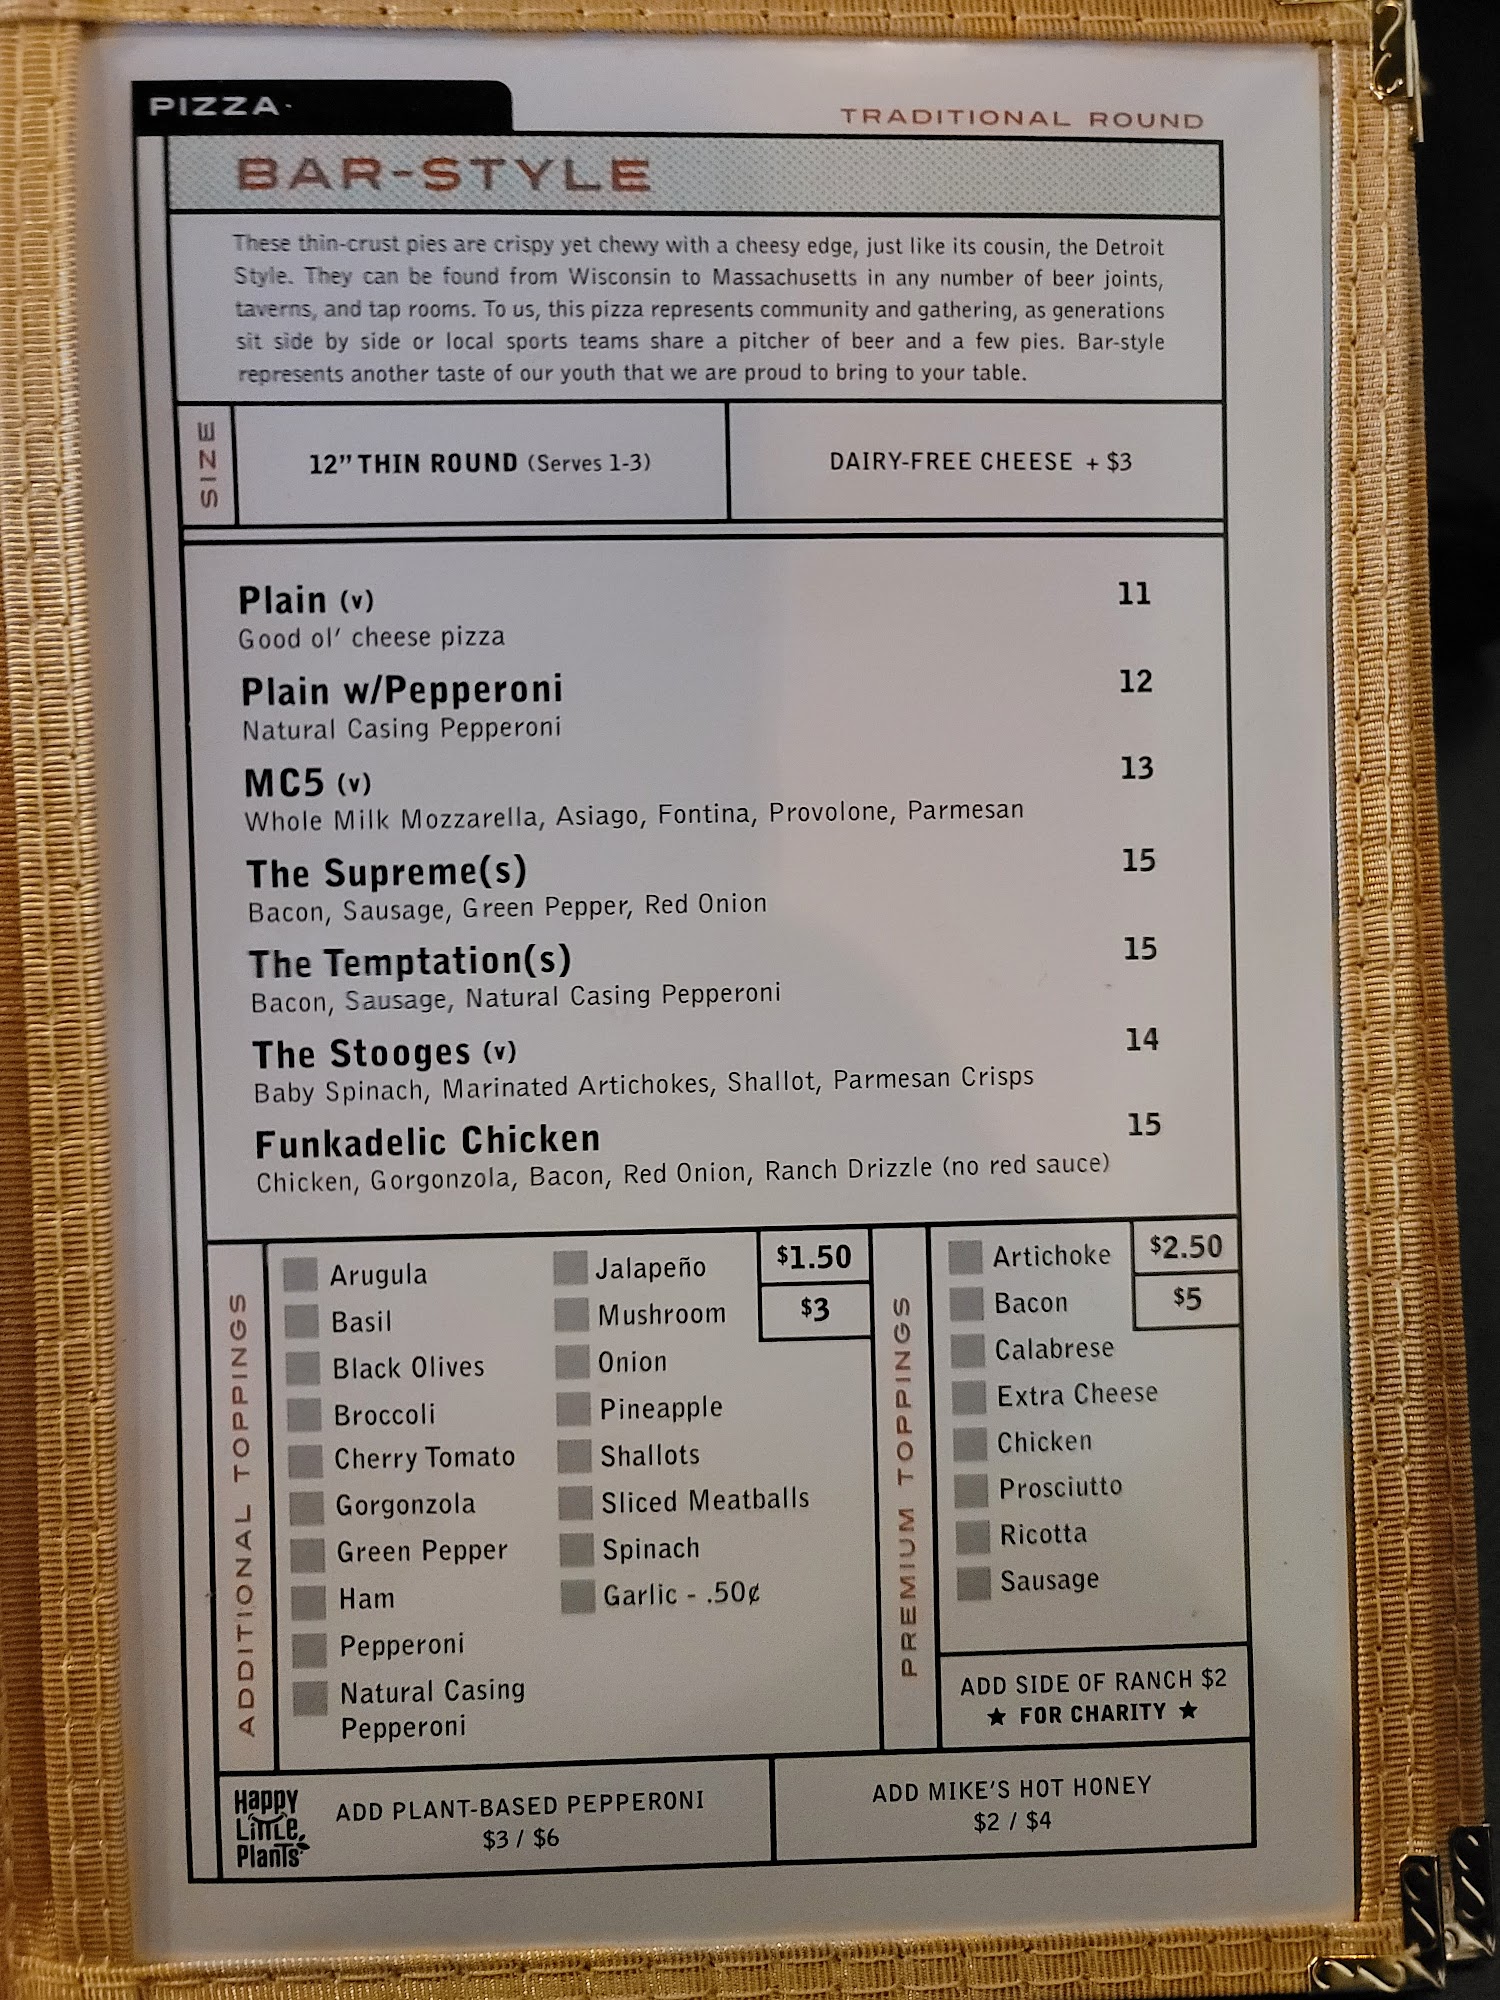 PIZZA
TRADITIONAL ROUND
BAR-STYLE
These thin-crust pies are crispy yet chewy with a cheesy edge, just like its cousin, the Detroit
Style. They can be found from Wisconsin to Massachusetts in any number of beer joints,
taverns, and tap rooms. To us, this pizza represents community and gathering, as generations
sit side by side or local sports teams share a pitcher of beer and a few pies. Bar-style
represents another taste of our youth that we are proud to bring to your table.
SIZE
12" THIN ROUND (Serves 1-3)
DAIRY-FREE CHEESE + $3
Plain (v) 11
Good ol' cheese pizza
Plain w/Pepperoni 12
Natural Casing Pepperoni
MC5 (v) 13
Whole Milk Mozzarella, Asiago, Fontina, Provolone, Parmesan
The Supreme(s) 15
Bacon, Sausage, Green Pepper, Red Onion
The Temptation(s) 15
Bacon, Sausage, Natural Casing Pepperoni
The Stooges (v) 14
Baby Spinach, Marinated Artichokes, Shallot, Parmesan Crisps
Funkadelic Chicken 15
Chicken, Gorgonzola, Bacon, Red Onion, Ranch Drizzle (no red sauce)
ADDITIONAL TOPPINGS
$1.50
$3
Arugula
Basil
Black Olives
Broccoli
Cherry Tomato
Gorgonzola
Green Pepper
Ham
Pepperoni
Natural Casing
Pepperoni
Jalapeño
Mushroom
Onion
Pineapple
Shallots
Sliced Meatballs
Spinach
Garlic - .50¢
PREMIUM TOPPINGS
$2.50
$5
Artichoke
Bacon
Calabrese
Extra Cheese
Chicken
Prosciutto
Ricotta
Sausage
ADD SIDE OF RANCH $2
★ FOR CHARITY ★
Happy
Little
Plants
ADD PLANT-BASED PEPPERONI
$3 / $6
ADD MIKE'S HOT HONEY
$2 / $4